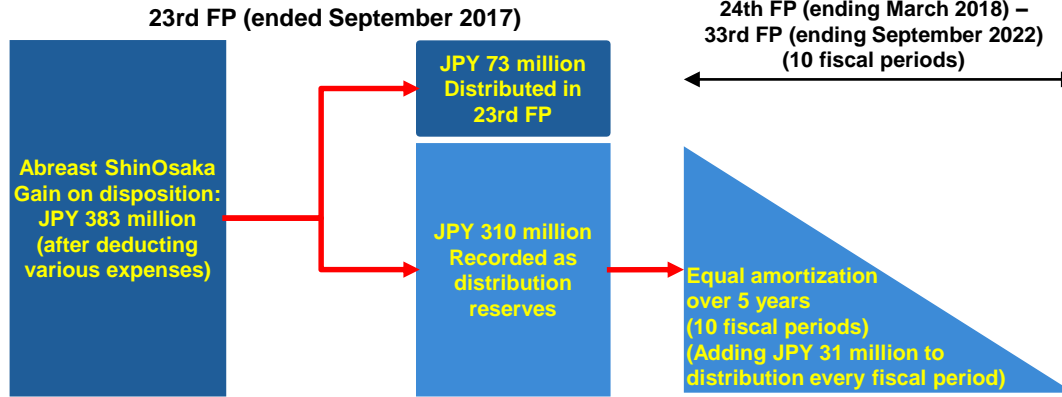 23rd FP (ended September 2017)
24th FP (ending March 2018) –
33rd FP (ending September 2022)
(10 fiscal periods)
JPY 73 million
Distributed in
23rd FP
Abreast ShinOsaka
Gain on disposition:
JPY 383 million
(after deducting
various expenses)
JPY 310 million
Recorded as
distribution
reserves
Equal amortization
over 5 years
(10 fiscal periods)
(Adding JPY 31 million to
distribution every fiscal period)